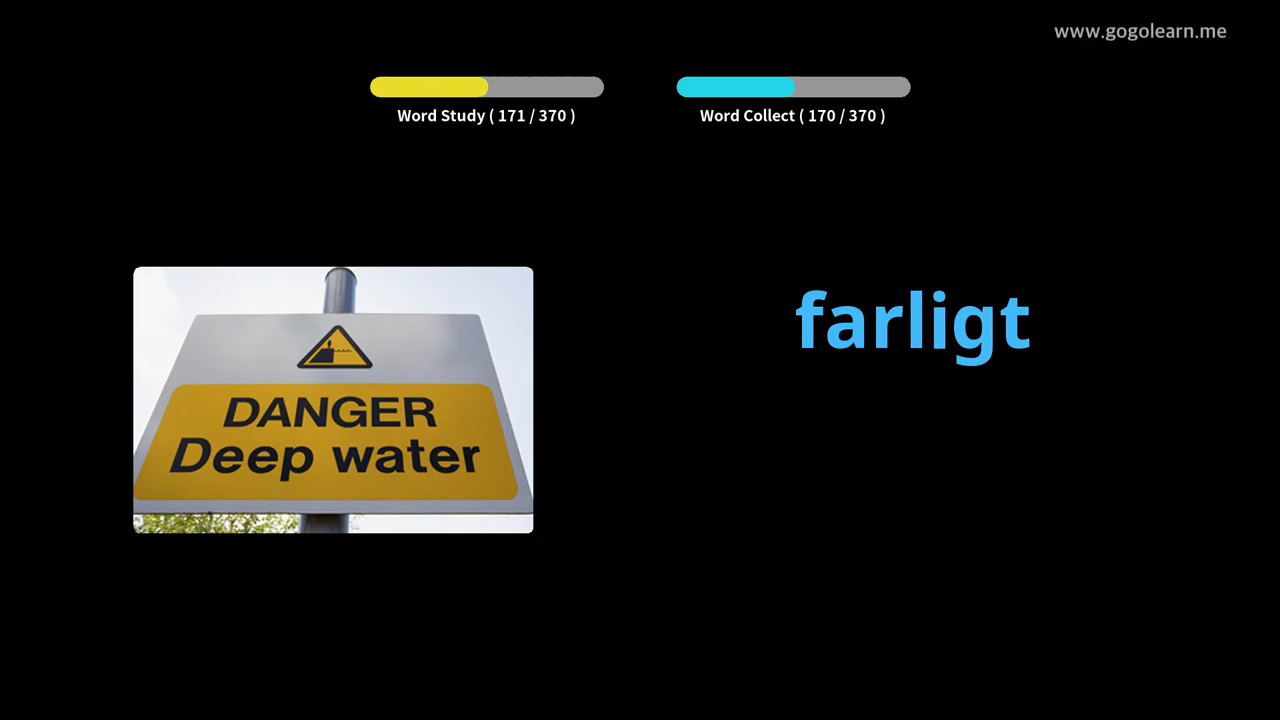 www.gogolearn.me
Word Study ( 171 / 370 )
Word Collect ( 170 / 370 )
DANGER
Deep water
farligt